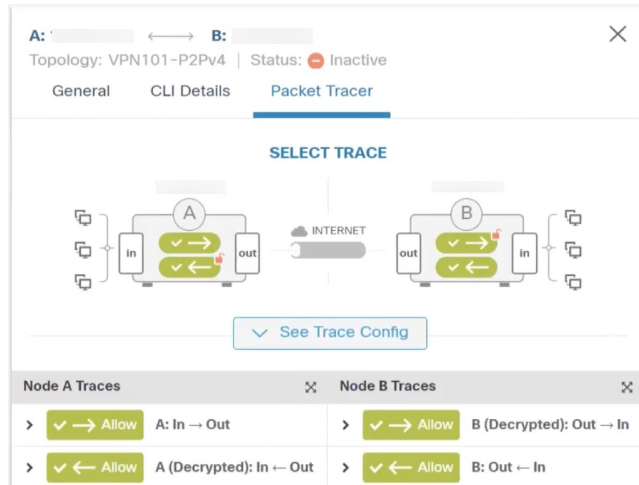 A: B:
Topology: VPN101-P2Pv4 | Status: Inactive
General CLI Details Packet Tracer
SELECT TRACE
A B
INTERNET
in out out in
See Trace Config
Node A Traces Node B Traces
Allow A: In → Out Allow B (Decrypted): Out → In
Allow A (Decrypted): In ← Out Allow B: Out ← In